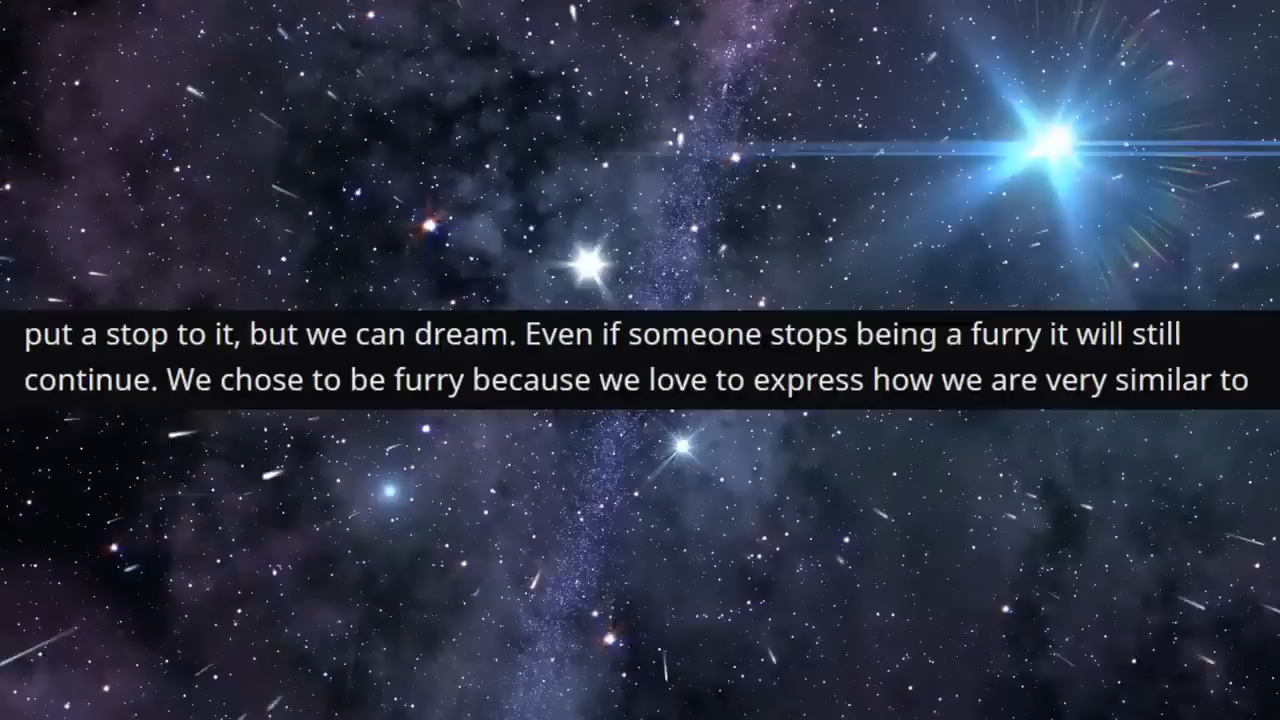 put a stop to it, but we can dream. Even if someone stops being a furry it will still
continue. We chose to be furry because we love to express how we are very similar to